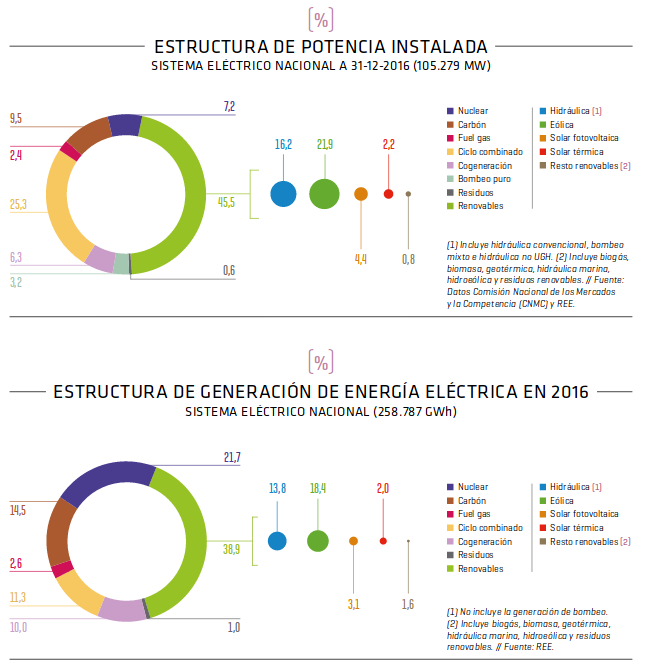 [%]
ESTRUCTURA DE POTENCIA INSTALADA
SISTEMA ELÉCTRICO NACIONAL A 31-12-2016 (105.279 MW)
7,2
9,5
2,4
25,3
6,3
3,2
45,5
0,6
16,2
21,9
2,2
4,4
0,8
Nuclear
Carbón
Fuel gas
Ciclo combinado
Cogeneración
Bombeo puro
Residuos
Renovables
Hidráulica (1)
Eólica
Solar fotovoltaica
Solar térmica
Resto renovables (2)
(1) Incluye hidráulica convencional, bombeo
mixto e hidráulica no UGH. (2) Incluye biogás,
biomasa, geotérmica, hidráulica marina,
hidroeólica y residuos renovables. // Fuente:
Datos Comisión Nacional de los Mercados
y la Competencia (CNMC) y REE.
[%]
ESTRUCTURA DE GENERACIÓN DE ENERGÍA ELÉCTRICA EN 2016
SISTEMA ELÉCTRICO NACIONAL (258.787 GWh)
21,7
14,5
2,6
11,3
10,0
38,9
1,0
13,8
18,4
2,0
3,1
1,6
Nuclear
Carbón
Fuel gas
Ciclo combinado
Cogeneración
Residuos
Renovables
Hidráulica (1)
Eólica
Solar fotovoltaica
Solar térmica
Resto renovables (2)
(1) No incluye la generación de bombeo.
(2) Incluye biogás, biomasa, geotérmica,
hidráulica marina, hidroeólica y residuos
renovables. // Fuente: REE.